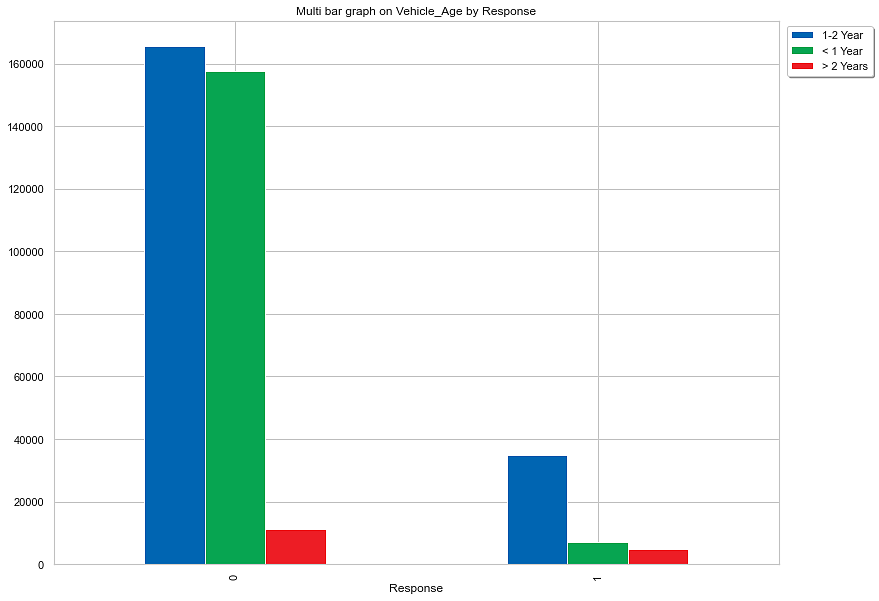 Multi bar graph on Vehicle_Age by Response
1-2 Year
< 1 Year
> 2 Years
160000
140000
120000
100000
80000
60000
40000
20000
0
0
1
Response